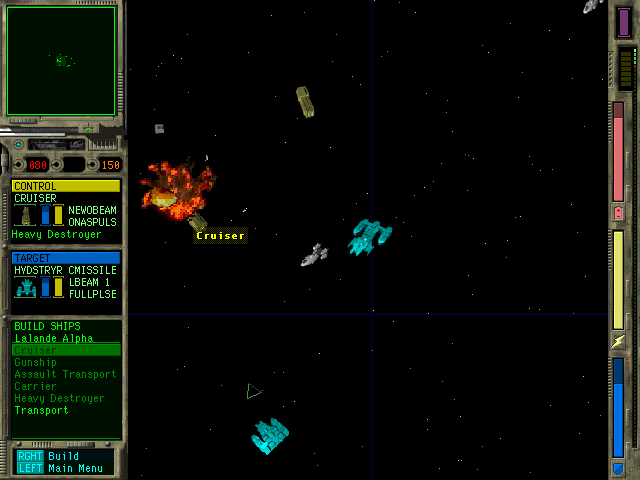 080 150
CONTROL
CRUISER
NEWOBEAM
ONASPULS
Heavy Destroyer
TARGET
HVDSTRYR CMISSILE
LBEAM 1
FULLPLSE
BUILD SHIPS
Lalande Alpha
Cruiser
Gunship
Assault Transport
Carrier
Heavy Destroyer
Transport
RGHT Build
LEFT Main Menu
Cruiser